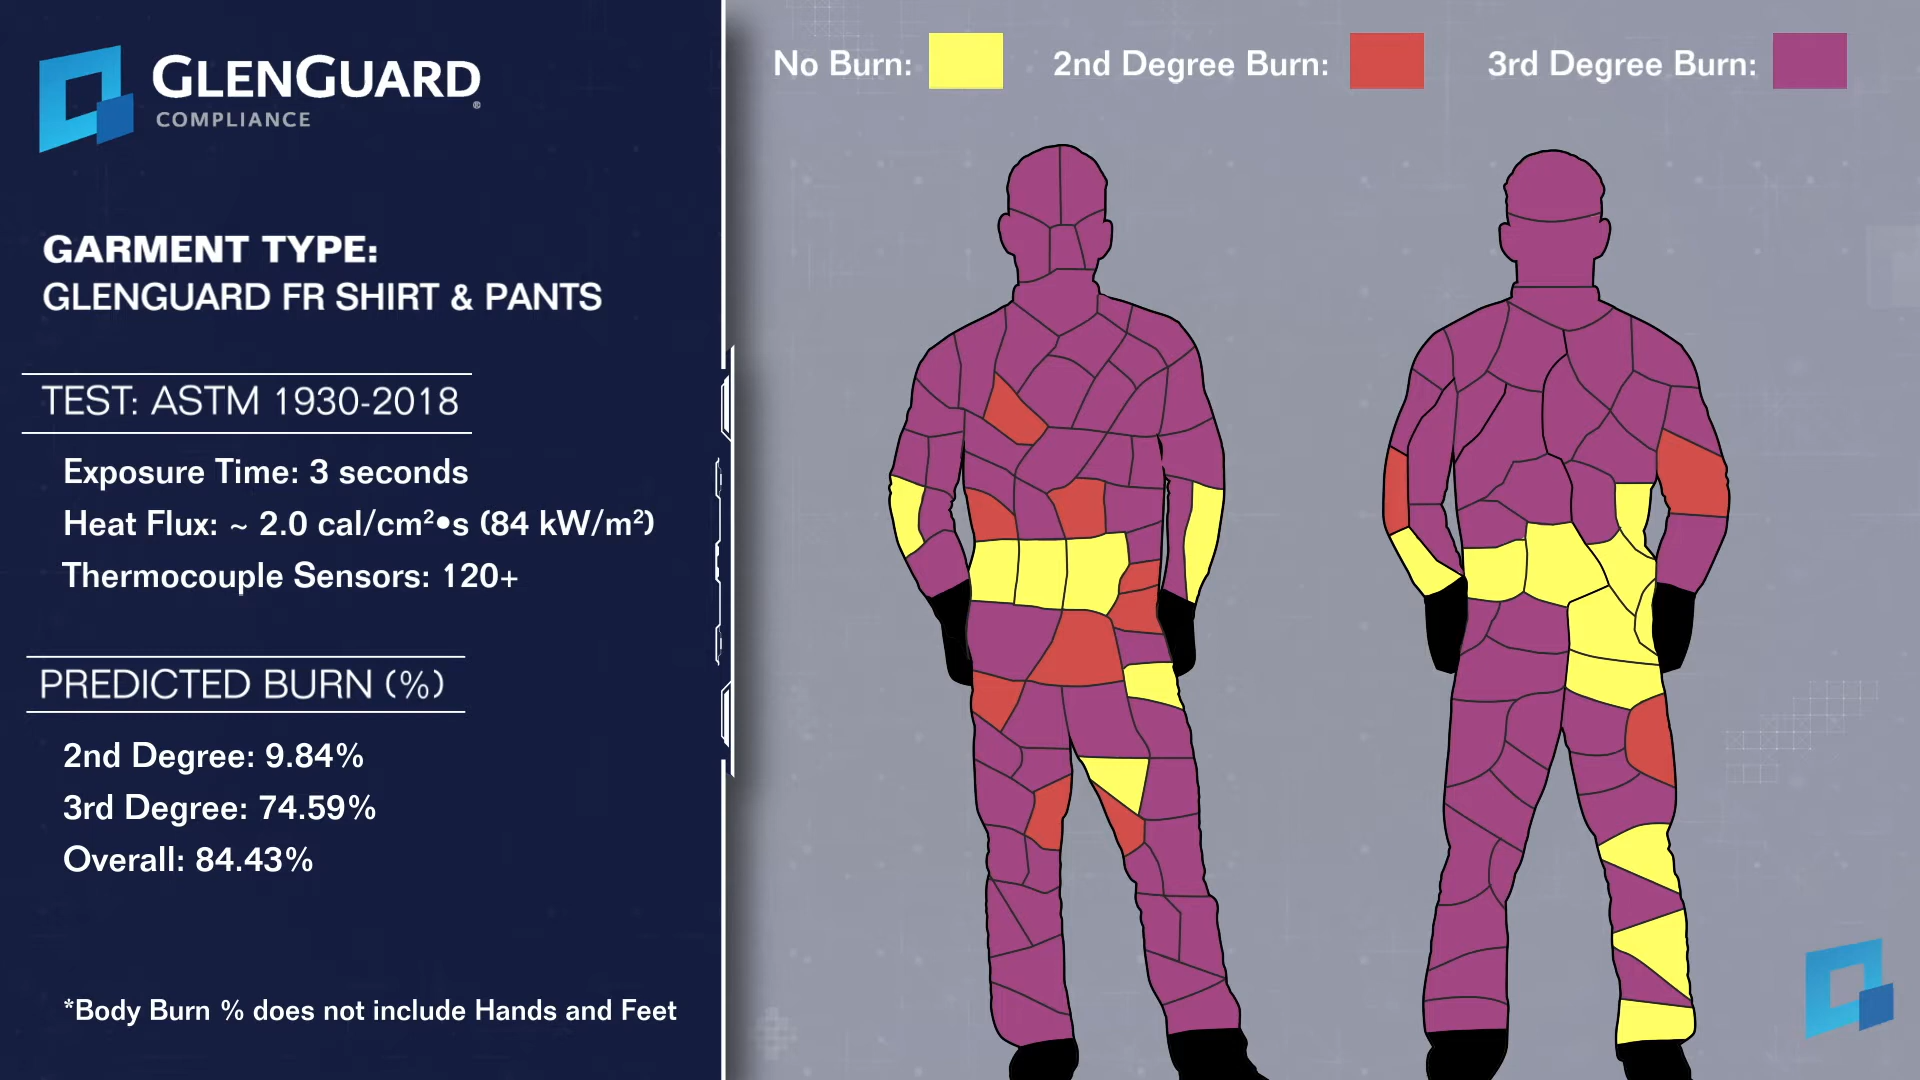 GLENGUARD®
COMPLIANCE
GARMENT TYPE:
GLENGUARD FR SHIRT & PANTS
TEST: ASTM 1930-2018
Exposure Time: 3 seconds
Heat Flux: ~ 2.0 cal/cm²•s (84 kW/m²)
Thermocouple Sensors: 120+
PREDICTED BURN (%)
2nd Degree: 9.84%
3rd Degree: 74.59%
Overall: 84.43%
*Body Burn % does not include Hands and Feet
No Burn: 2nd Degree Burn: 3rd Degree Burn: